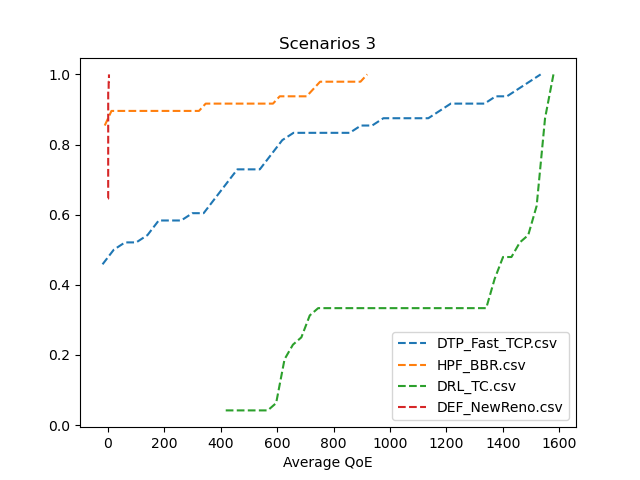 Scenarios 3
1.0
0.8
0.6
0.4
0.2
0.0
DTP_Fast_TCP.csv
HPF_BBR.csv
DRL_TC.csv
DEF_NewReno.csv
0 200 400 600 800 1000 1200 1400 1600
Average QoE